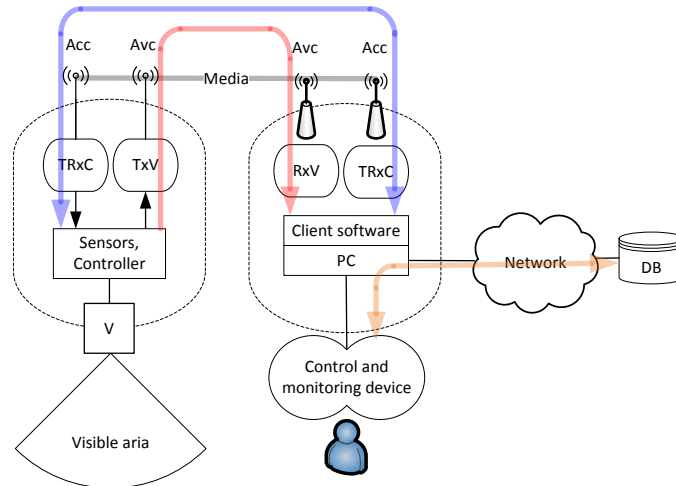 Acc
Avc
Avc
Acc
Media
TRxC
TxV
RxV
TRxC
Sensors,
Controller
Client software
PC
Network
DB
V
Control and
monitoring device
Visible aria